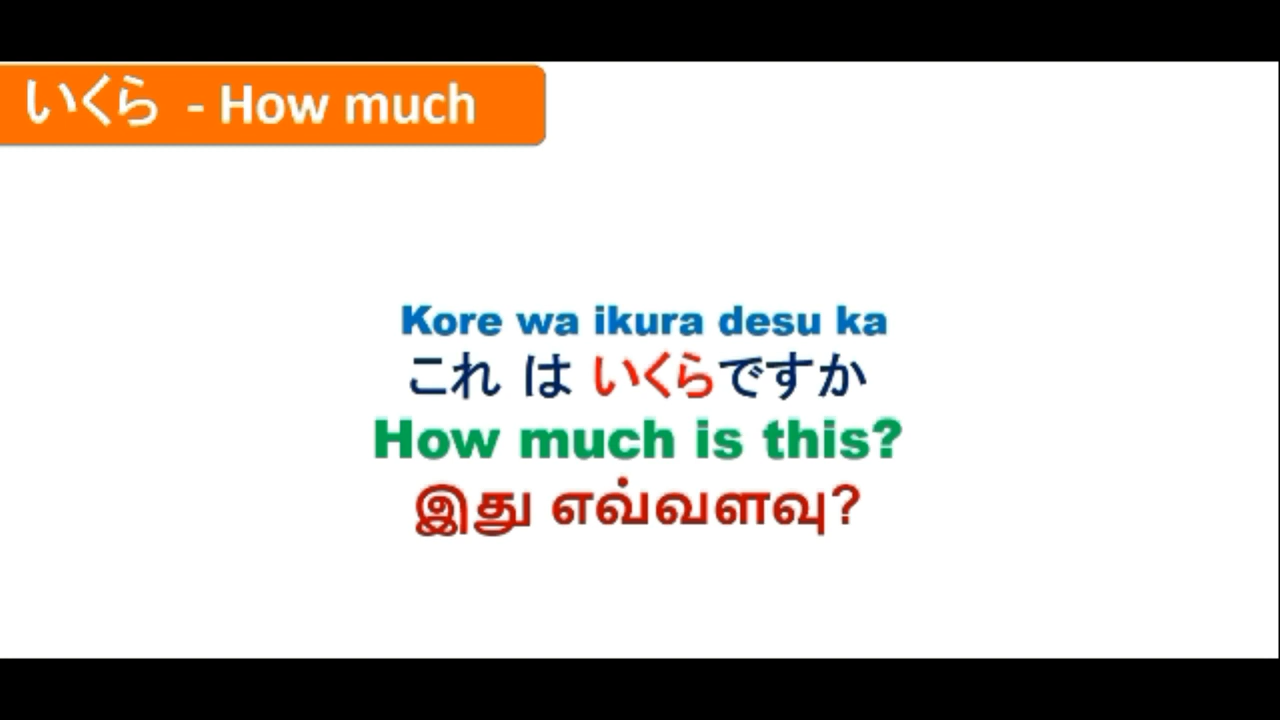 いくら - How much
Kore wa ikura desu ka
これ は いくらですか
How much is this?
இது எவ்வளவு?